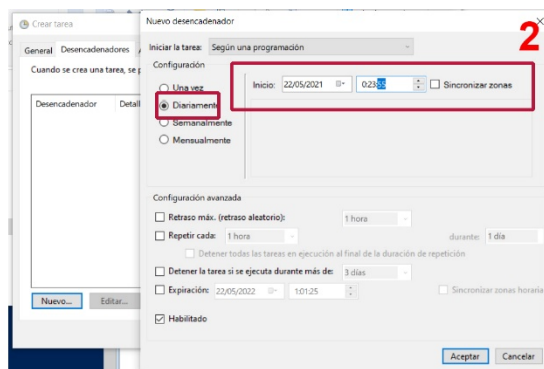 Crear tarea
Nuevo desencadenador
General Desencadenadores
Iniciar la tarea: Según una programación
2
Cuando se crea una tarea, se
Configuración
Una vez
Inicio: 22/05/2021 0:23:55 Sincronizar zonas
Desencadenador Detall
Diariamente
Semanalmente
Mensualmente
Configuración avanzada
Retraso máx. (retraso aleatorio): 1 hora
Repetir cada: 1 hora durante: 1 día
Detener todas las tareas en ejecución al final de la duración de repetición
Detener la tarea si se ejecuta durante más de: 3 días
Nuevo... Editar...
Expiración: 22/05/2022 1:01:25 Sincronizar zonas horaria
Habilitado
Aceptar Cancelar